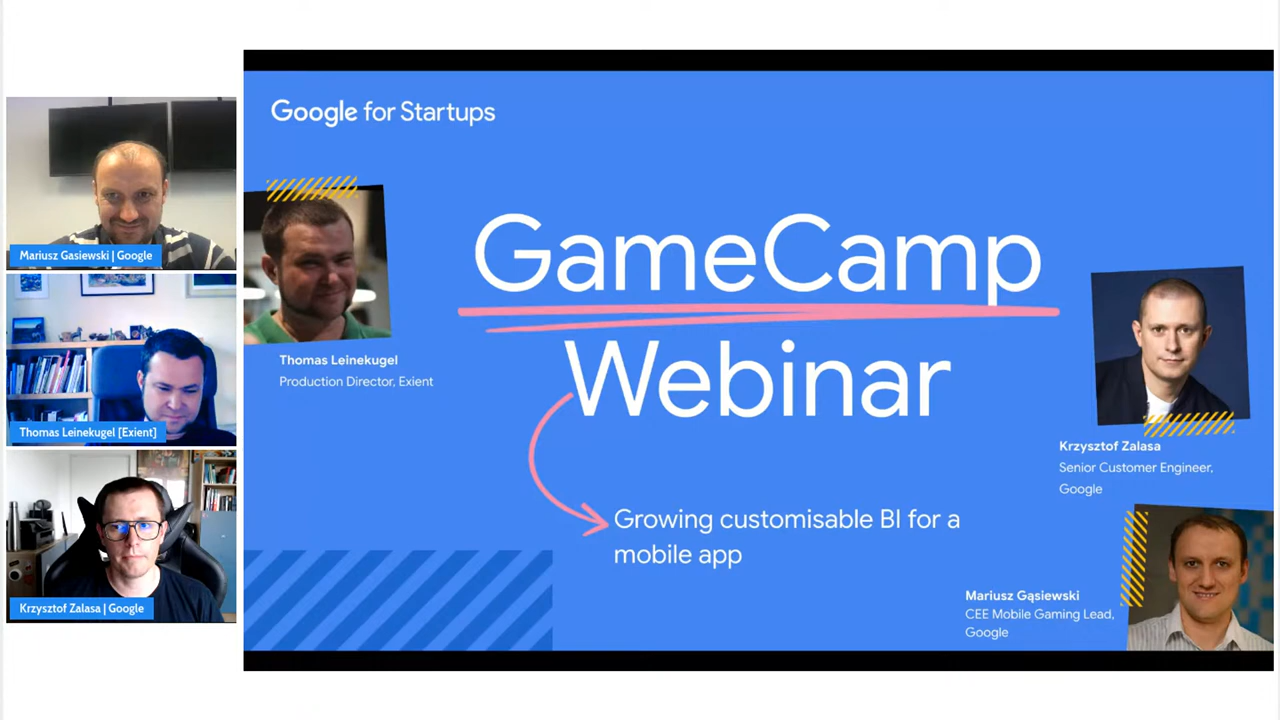 Google for Startups
GameCamp
Webinar
Growing customisable BI for a
mobile app
Thomas Leinekugel
Production Director, Exient
Krzysztof Zalasa
Senior Customer Engineer,
Google
Mariusz Gąsiewski
CEE Mobile Gaming Lead,
Google
Mariusz Gasiewski | Google
Thomas Leinekugel [Exient]
Krzysztof Zalasa | Google